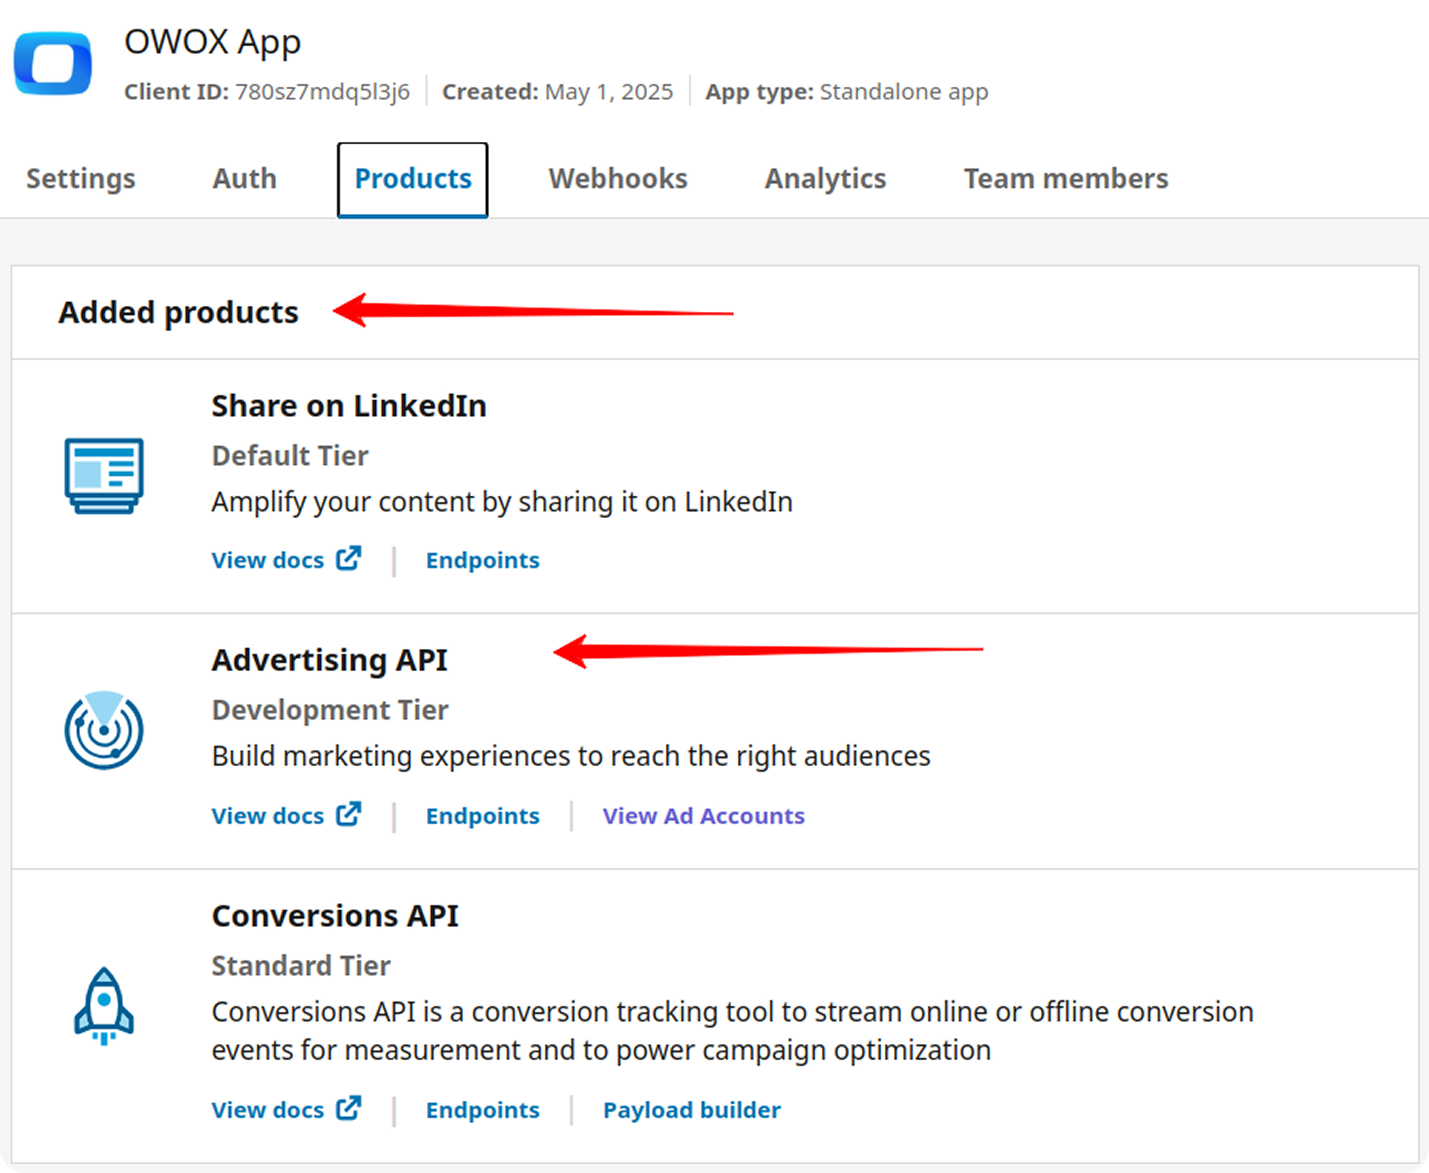 OWOX App
Client ID: 780sz7mdq5l3j6 Created: May 1, 2025 App type: Standalone app
Settings Auth Products Webhooks Analytics Team members
Added products
Share on LinkedIn
Default Tier
Amplify your content by sharing it on LinkedIn
View docs Endpoints
Advertising API
Development Tier
Build marketing experiences to reach the right audiences
View docs Endpoints View Ad Accounts
Conversions API
Standard Tier
Conversions API is a conversion tracking tool to stream online or offline conversion
events for measurement and to power campaign optimization
View docs Endpoints Payload builder